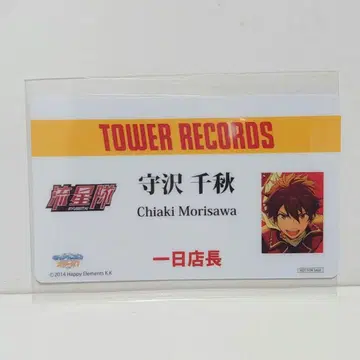 TOWER RECORDS
流星隊
守沢 千秋
Chiaki Morisawa
一日店長
©2014 Happy Elements K.K